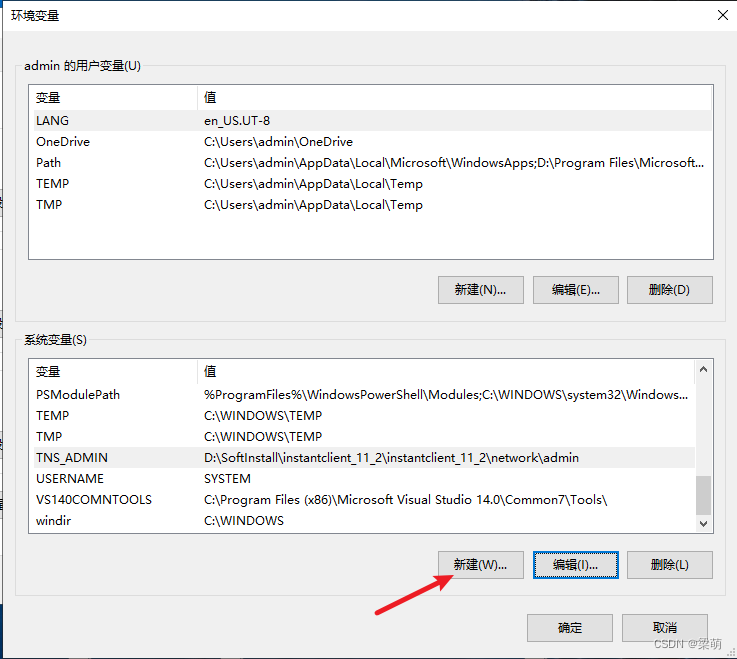 环境变量
admin 的用户变量(U)
变量 值
LANG en_US.UT-8
OneDrive C:\Users\admin\OneDrive
Path C:\Users\admin\AppData\Local\Microsoft\WindowsApps;D:\Program Files\Microsoft...
TEMP C:\Users\admin\AppData\Local\Temp
TMP C:\Users\admin\AppData\Local\Temp
新建(N)... 编辑(E)... 删除(D)
系统变量(S)
变量 值
PSModulePath %ProgramFiles%\WindowsPowerShell\Modules;C:\WINDOWS\system32\Windows...
TEMP C:\WINDOWS\TEMP
TMP C:\WINDOWS\TEMP
TNS_ADMIN D:\SoftInstall\instantclient_11_2\instantclient_11_2\network\admin
USERNAME SYSTEM
VS140COMNTOOLS C:\Program Files (x86)\Microsoft Visual Studio 14.0\Common7\Tools\
windir C:\WINDOWS
新建(W)... 编辑(I)... 删除(L)
确定 取消
CSDN @梁萌